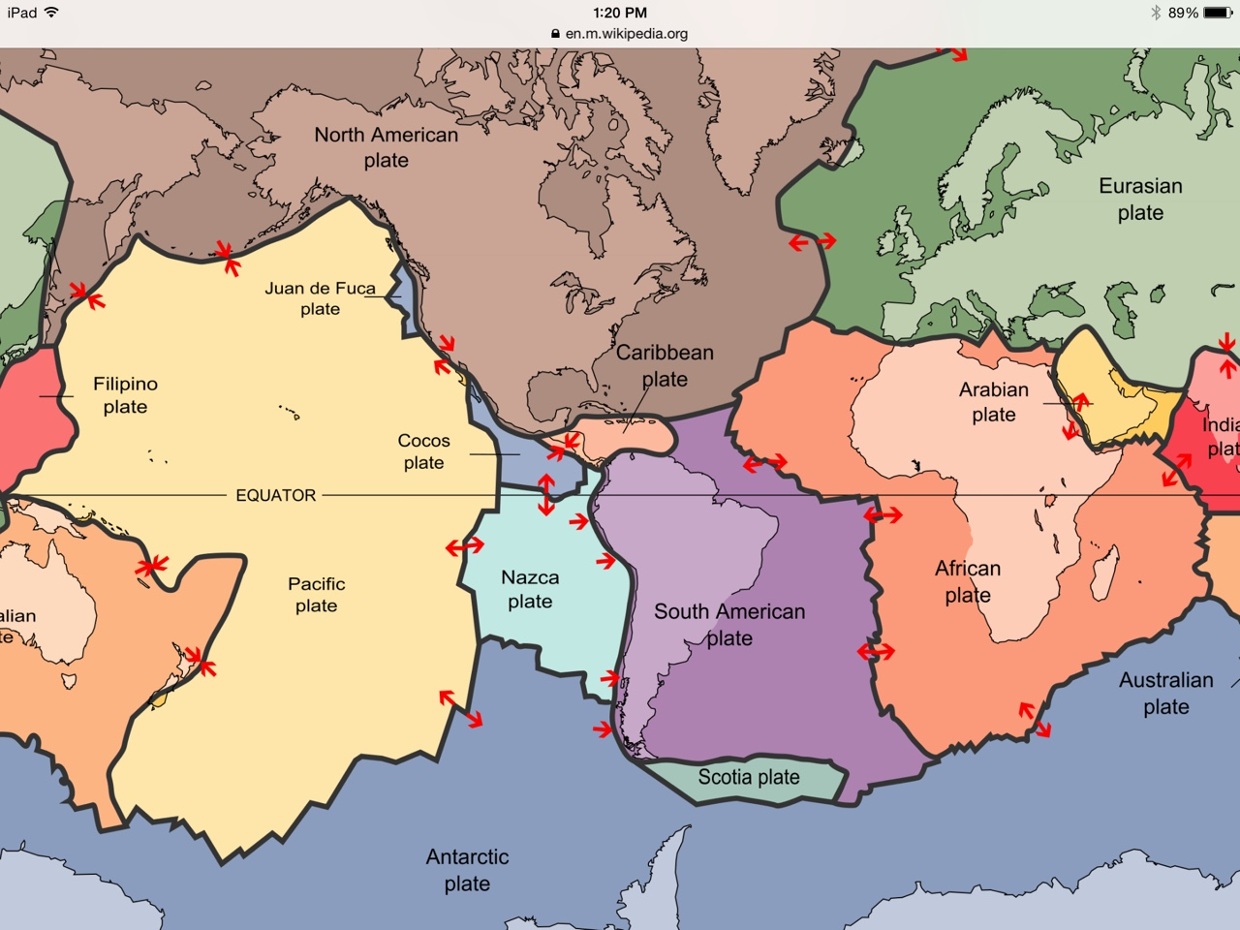 iPad
1:20 PM
89%
en.m.wikipedia.org
North American
plate
Eurasian
plate
Juan de Fuca
plate
Caribbean
plate
Filipino
plate
Arabian
plate
India
plat
Cocos
plate
EQUATOR
Pacific
plate
Nazca
plate
African
plate
alian
te
South American
plate
Australian
plate
Scotia plate
Antarctic
plate